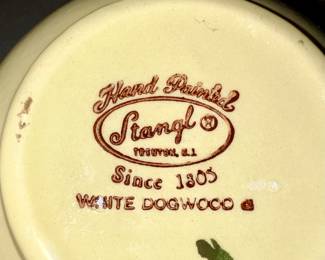 Hand Painted
Stangl
TRENTON, N.J.
Since 1805
WHITE DOGWOOD